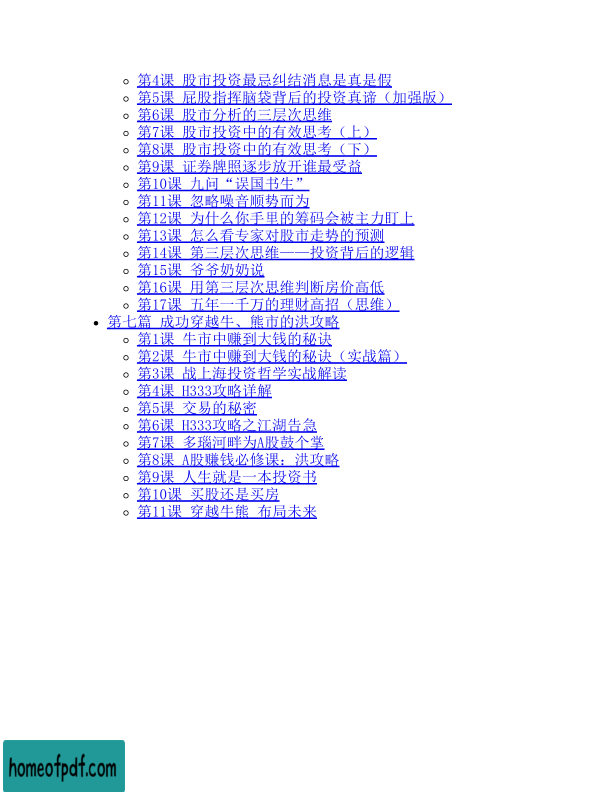 第4课 股市投资最忌纠结消息是真是假
第5课 屁股指挥脑袋背后的投资真谛（加强版）
第6课 股市分析的三层次思维
第7课 股市投资中的有效思考（上）
第8课 股市投资中的有效思考（下）
第9课 证券牌照逐步放开谁最受益
第10课 九问“误国书生”
第11课 忽略噪音顺势而为
第12课 为什么你手里的筹码会被主力盯上
第13课 怎么看专家对股市走势的预测
第14课 第三层次思维——投资背后的逻辑
第15课 爷爷奶奶说
第16课 用第三层次思维判断房价高低
第17课 五年一千万的理财高招（思维）
第七篇 成功穿越牛、熊市的洪攻略
第1课 牛市中赚到大钱的秘诀
第2课 牛市中赚到大钱的秘诀（实战篇）
第3课 战上海投资哲学实战解读
第4课 H333攻略详解
第5课 交易的秘密
第6课 H333攻略之江湖告急
第7课 多瑙河畔为A股鼓个掌
第8课 A股赚钱必修课：洪攻略
第9课 人生就是一本投资书
第10课 买股还是买房
第11课 穿越牛熊 布局未来
homeofpdf.com